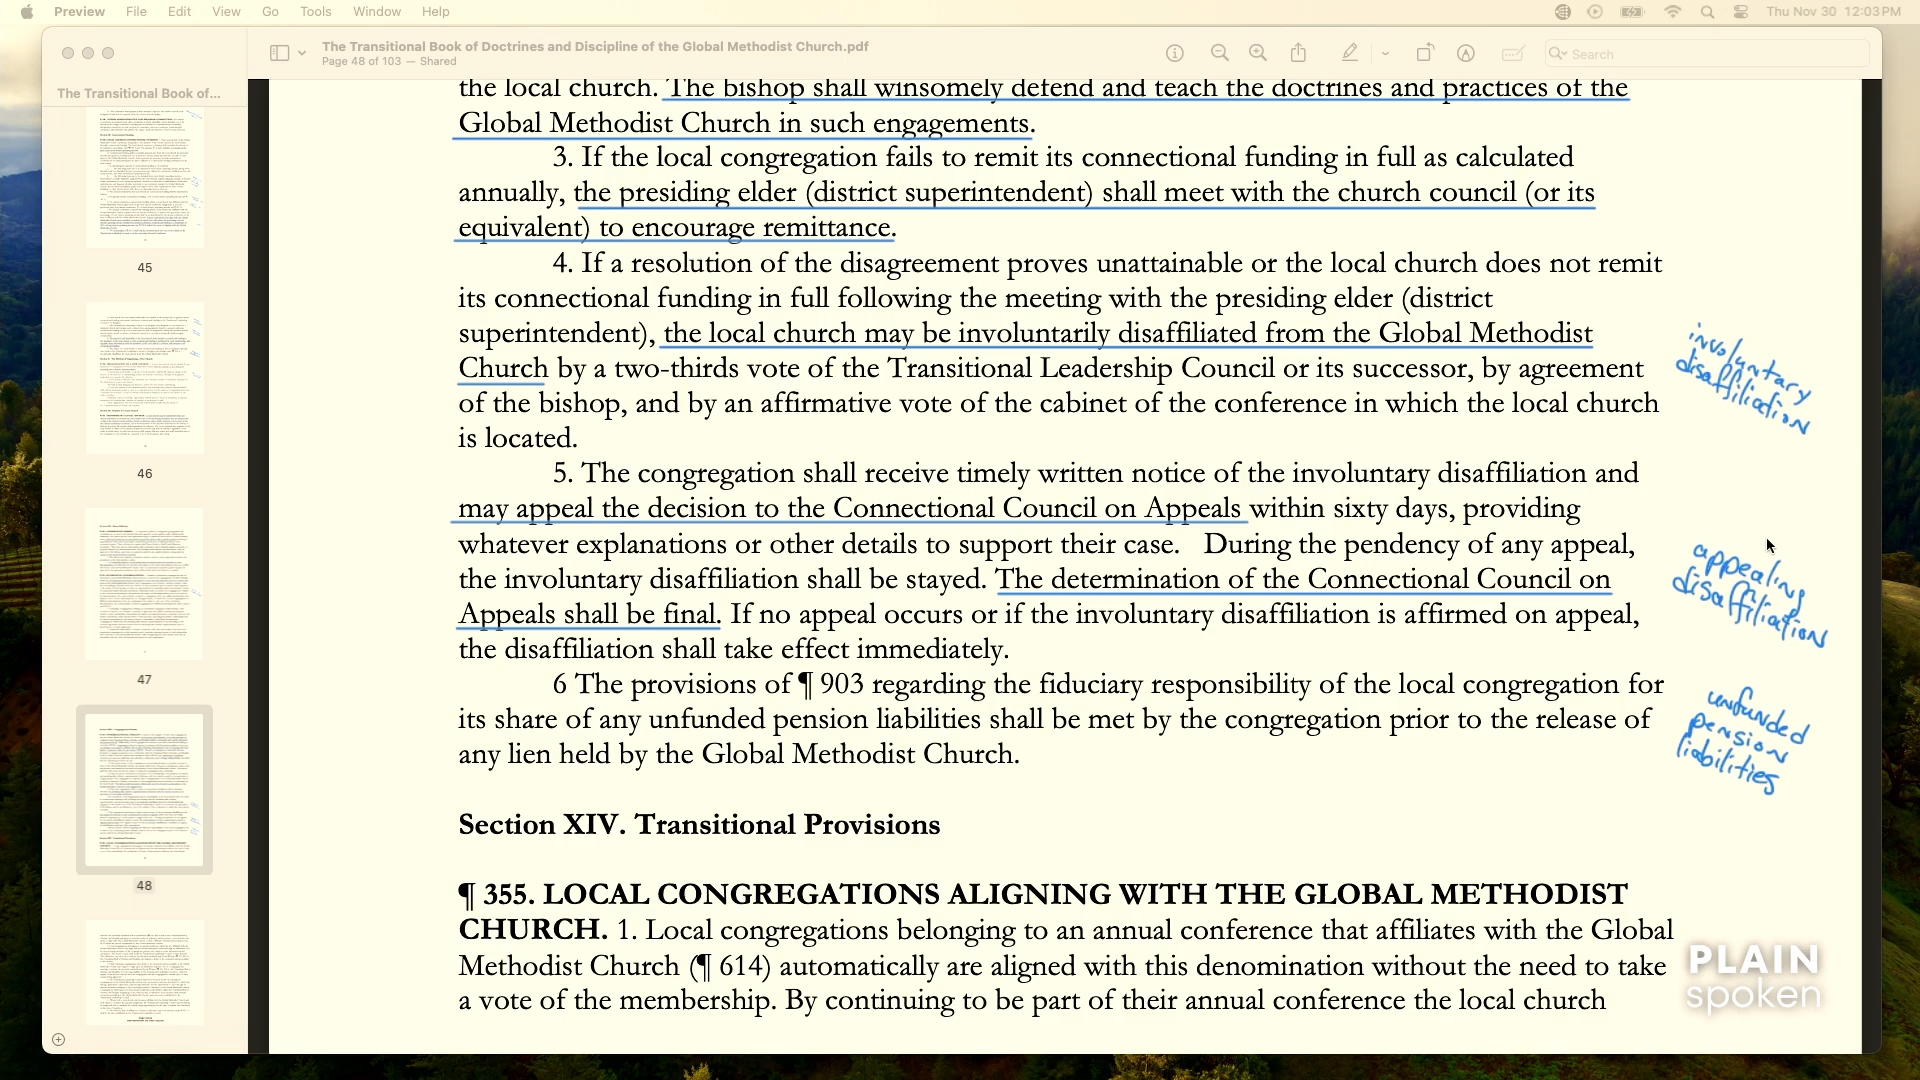 Preview File Edit View Go Tools Window Help
Thu Nov 30 12:03 PM
The Transitional Book of Doctrines and Discipline of the Global Methodist Church.pdf
Page 48 of 103 — Shared
Search
The Transitional Book of...
45
46
47
48
the local church. The bishop shall winsomely defend and teach the doctrines and practices of the
Global Methodist Church in such engagements.
3. If the local congregation fails to remit its connectional funding in full as calculated
annually, the presiding elder (district superintendent) shall meet with the church council (or its
equivalent) to encourage remittance.
4. If a resolution of the disagreement proves unattainable or the local church does not remit
its connectional funding in full following the meeting with the presiding elder (district
superintendent), the local church may be involuntarily disaffiliated from the Global Methodist
Church by a two-thirds vote of the Transitional Leadership Council or its successor, by agreement
of the bishop, and by an affirmative vote of the cabinet of the conference in which the local church
is located.
involuntary
disaffiliation
5. The congregation shall receive timely written notice of the involuntary disaffiliation and
may appeal the decision to the Connectional Council on Appeals within sixty days, providing
whatever explanations or other details to support their case. During the pendency of any appeal,
the involuntary disaffiliation shall be stayed. The determination of the Connectional Council on
Appeals shall be final. If no appeal occurs or if the involuntary disaffiliation is affirmed on appeal,
the disaffiliation shall take effect immediately.
appealing
disaffiliation
6 The provisions of ¶ 903 regarding the fiduciary responsibility of the local congregation for
its share of any unfunded pension liabilities shall be met by the congregation prior to the release of
any lien held by the Global Methodist Church.
unfunded
pension
liabilities
Section XIV. Transitional Provisions
¶ 355. LOCAL CONGREGATIONS ALIGNING WITH THE GLOBAL METHODIST
CHURCH. 1. Local congregations belonging to an annual conference that affiliates with the Global
Methodist Church (¶ 614) automatically are aligned with this denomination without the need to take
a vote of the membership. By continuing to be part of their annual conference the local church
PLAIN
spoken